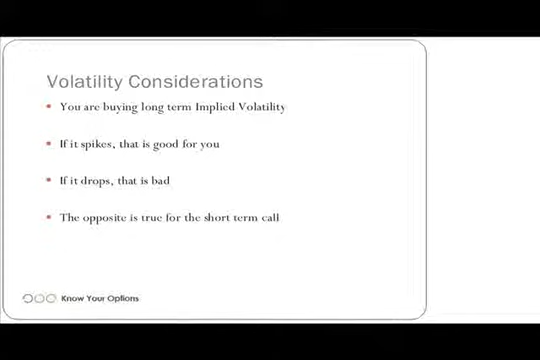 Volatility Considerations
You are buying long term Implied Volatility
If it spikes, that is good for you
If it drops, that is bad
The opposite is true for the short term call
Know Your Options